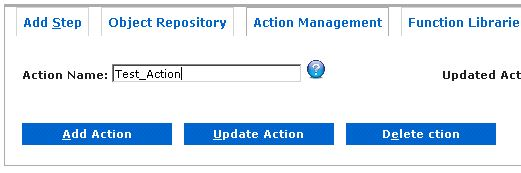 Add Step Object Repository Action Management Function Librarie
Action Name: Test_Action ? Updated Act
Add Action Update Action Delete ction